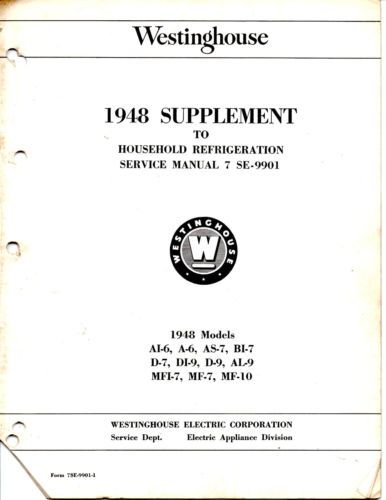 Westinghouse
1948 SUPPLEMENT
TO
HOUSEHOLD REFRIGERATION
SERVICE MANUAL 7 SE-9901
WESTINGHOUSE
W
1948 Models
AI-6, A-6, AS-7, BI-7
D-7, DI-9, D-9, AL-9
MFI-7, MF-7, MF-10
WESTINGHOUSE ELECTRIC CORPORATION
Service Dept. Electric Appliance Division
Form 7SE-9901-1